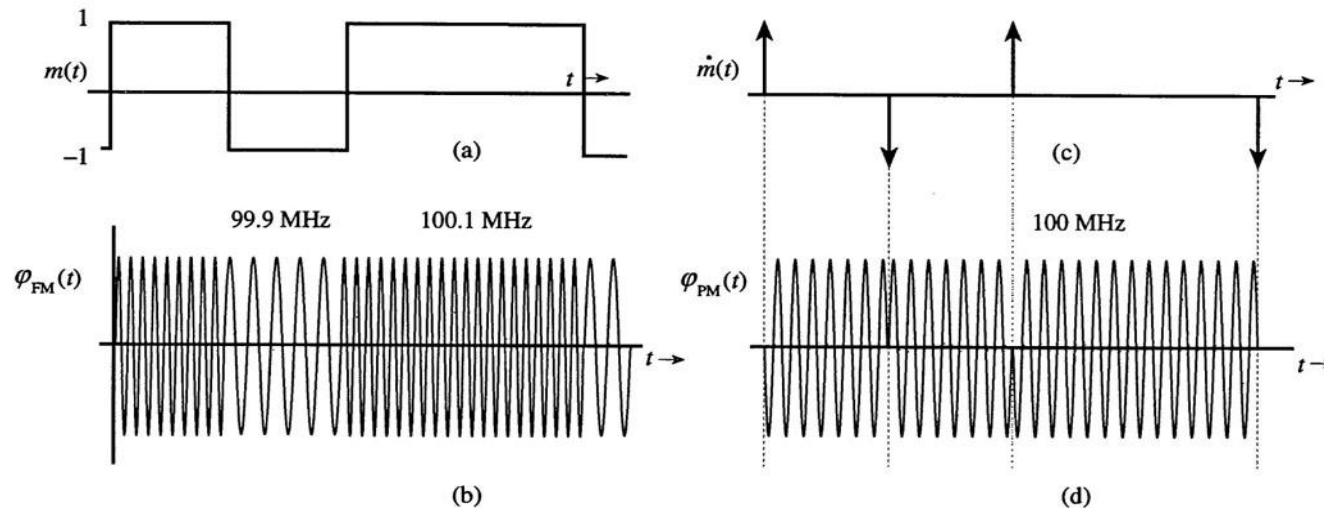 1
m(t)
t →
−1
(a)
99.9 MHz 100.1 MHz
φFM(t)
t →
(b)
ṁ(t)
t →
(c)
100 MHz
φPM(t)
t
(d)